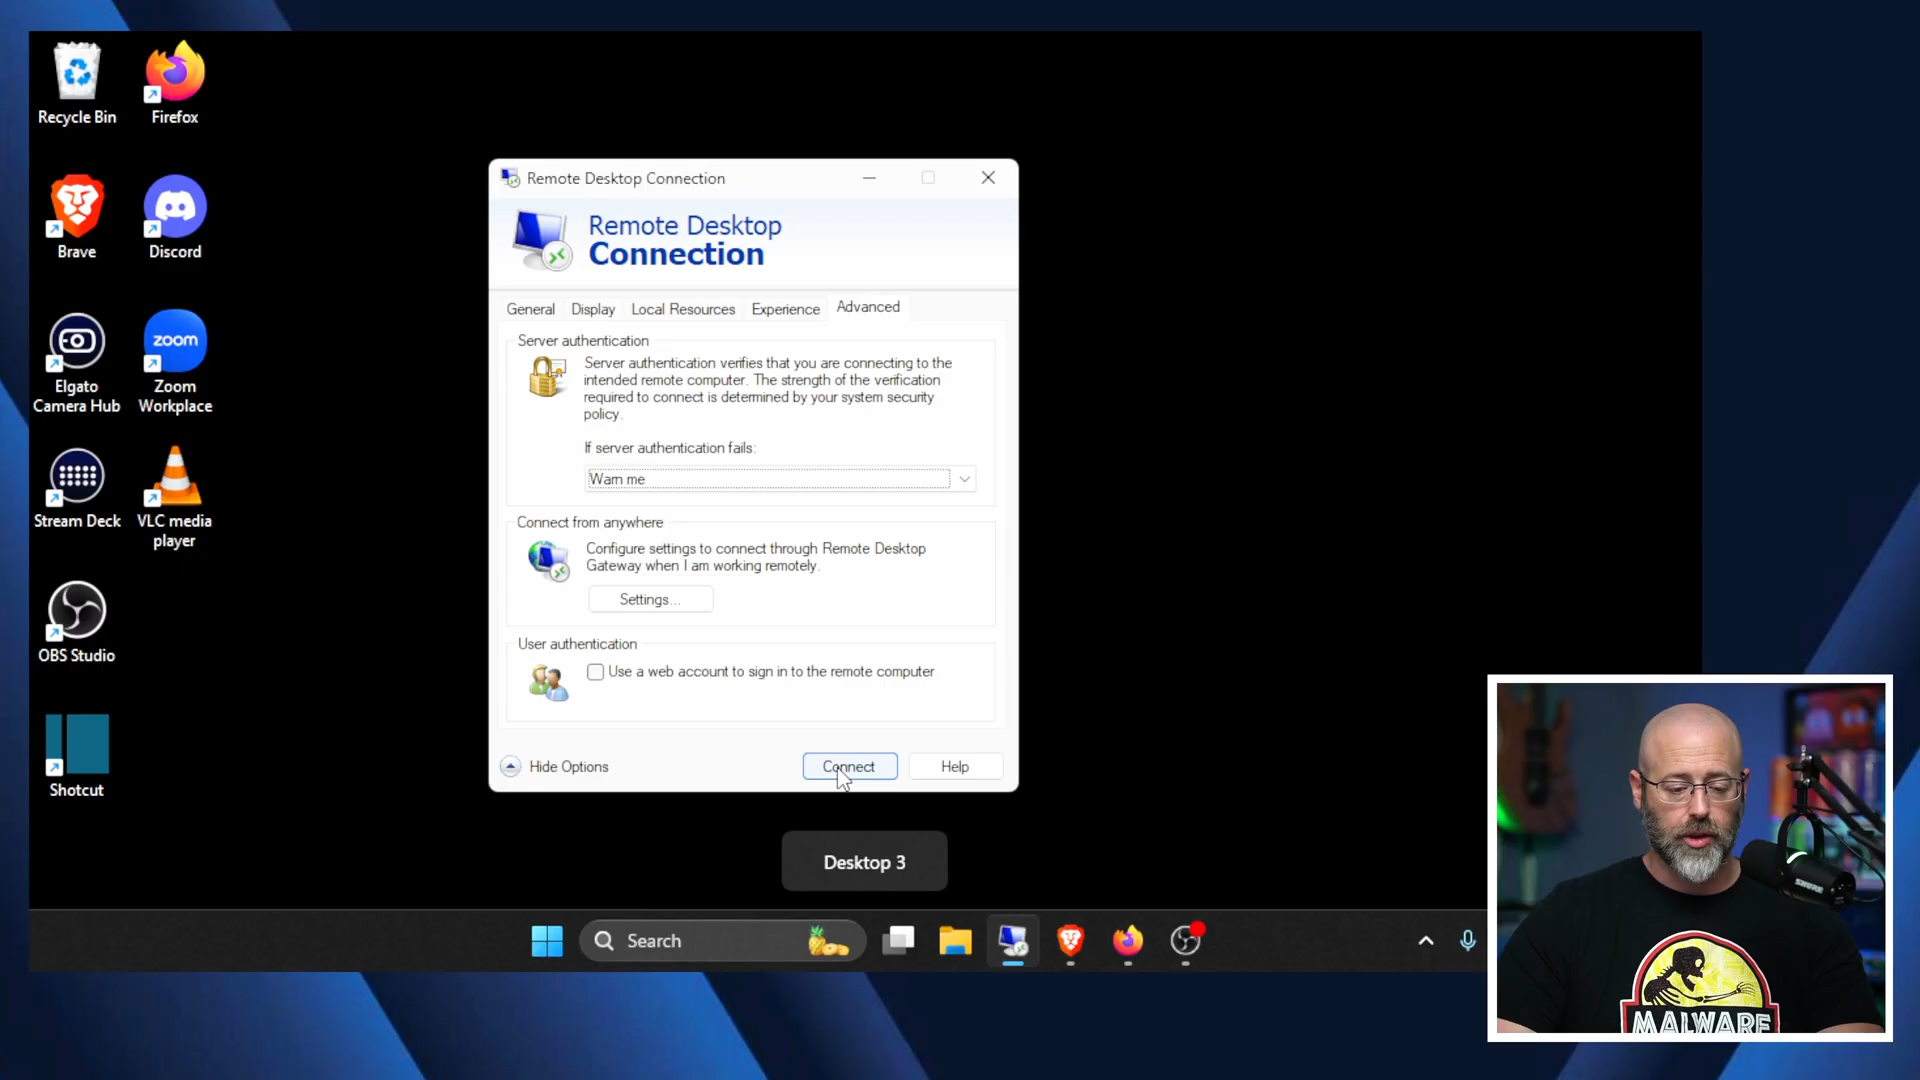 Recycle Bin
Firefox
Brave
Discord
Elgato
Camera Hub
zoom
Zoom
Workplace
Stream Deck
VLC media
player
OBS Studio
Shotcut
Remote Desktop Connection
Remote Desktop
Connection
General
Display
Local Resources
Experience
Advanced
Server authentication
Server authentication verifies that you are connecting to the
intended remote computer. The strength of the verification
required to connect is determined by your system security
policy.
If server authentication fails:
Warn me
Connect from anywhere
Configure settings to connect through Remote Desktop
Gateway when I am working remotely.
Settings...
User authentication
Use a web account to sign in to the remote computer
Hide Options
Connect
Help
Desktop 3
Search
SHURE
MALWARE